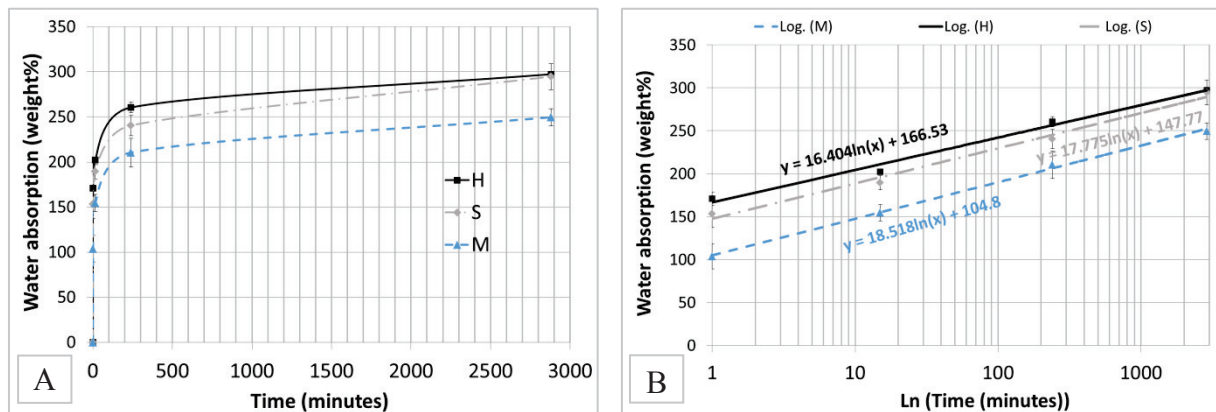 350
300
250
200
150
100
50
0
Water absorption (weight%)
H
S
M
0 500 1000 1500 2000 2500 3000
Time (minutes)
A
Log. (M) Log. (H) Log. (S)
350
300
250
200
150
100
50
0
Water absorption (weight%)
y = 16.404ln(x) + 166.53
y = 17.775ln(x) + 147.77
y = 18.518ln(x) + 104.8
1 10 100 1000
Ln (Time (minutes))
B